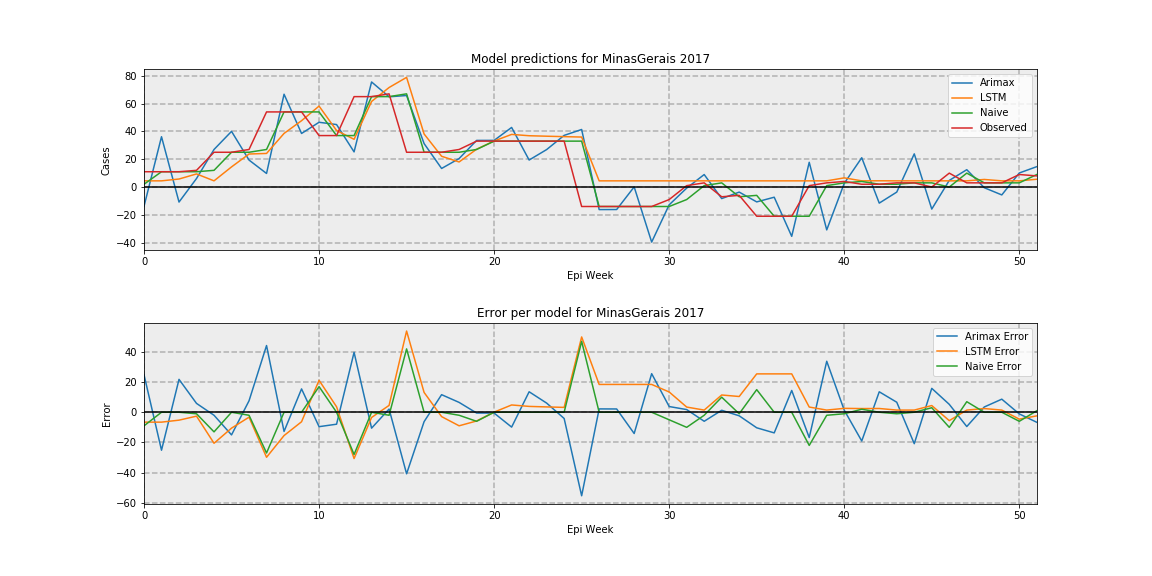 Model predictions for MinasGerais 2017
80
60
40
20
0
−20
−40
Cases
0 10 20 30 40 50
Epi Week
Arimax
LSTM
Naive
Observed
Error per model for MinasGerais 2017
40
20
0
−20
−40
−60
Error
0 10 20 30 40 50
Epi Week
Arimax Error
LSTM Error
Naive Error